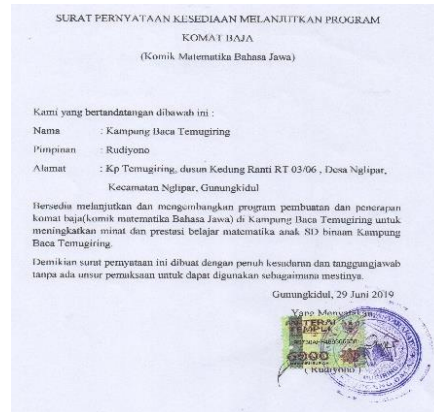 SURAT PERNYATAAN KESEDIAAN MELANJUTKAN PROGRAM
KOMAT BAJA
(Komik Matematika Bahasa Jawa)
Kami yang bertandatangan dibawah ini :
Nama : Kampung Baca Temugiring
Pimpinan : Rudiyono
Alamat : Kp Temugiring, dusun Kedung Ranti RT 03/06 , Desa Nglipar,
Kecamatan Nglipar, Gunungkidul
Bersedia melanjutkan dan mengembangkan program pembuatan dan penerapan
komat baja(komik matematika Bahasa Jawa) di Kampung Baca Temugiring untuk
meningkatkan minat dan prestasi belajar matematika anak SD binaan Kampung
Baca Temugiring.
Demikian surat pernyataan ini dibuat dengan penuh kesadaran dan tanggungjawab
tanpa ada unsur pemaksaan untuk dapat digunakan sebagaimana mestinya.
Gunungkidul, 29 Juni 2019
Yang Menyatakan
METERAI
TEMPEL
6000
( Rudiyono )